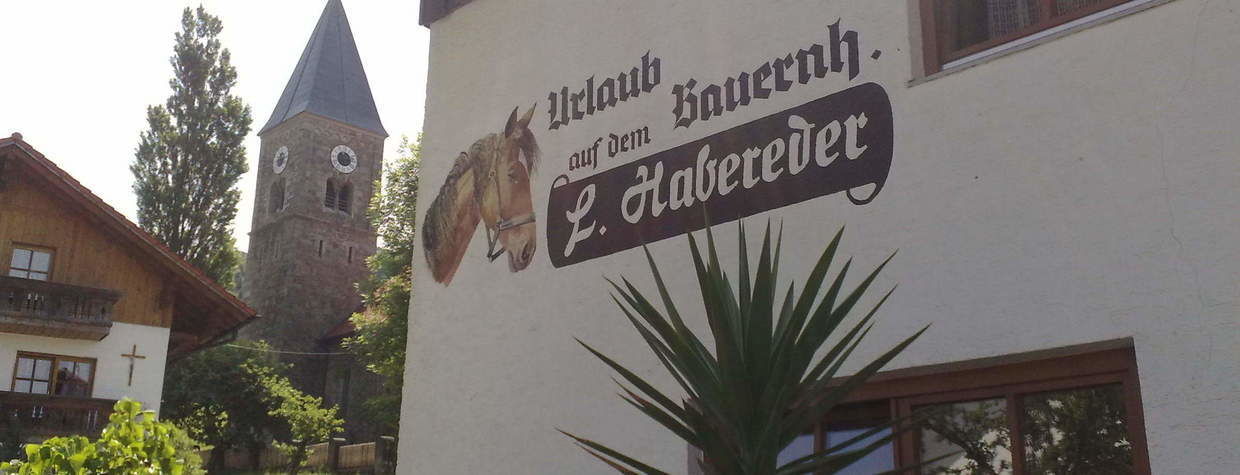 Urlaub
auf dem Bauernh.
L. Habereder